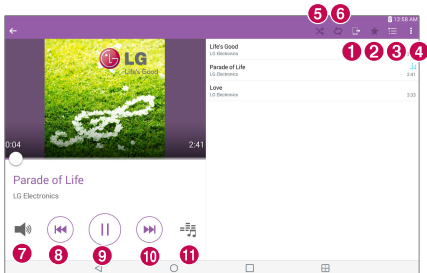 5 6
12:58 AM
1 2 3 4
LG
Life's Good
Life's Good
LG Electronics
Parade of Life
LG Electronics
2:41
Love
LG Electronics
3:33
0:04
2:41
Parade of Life
LG Electronics
7 8 9 10 11